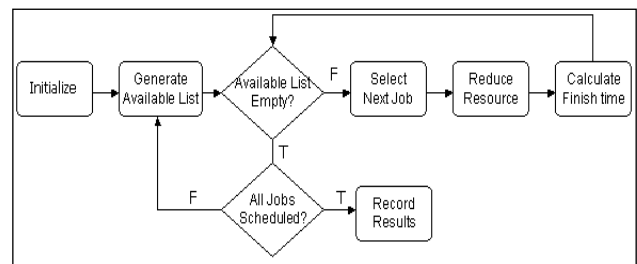 Initialize
Generate
Available List
Available List
Empty?
F
Select
Next Job
Reduce
Resource
Calculate
Finish time
T
F
All Jobs
Scheduled?
T
Record
Results